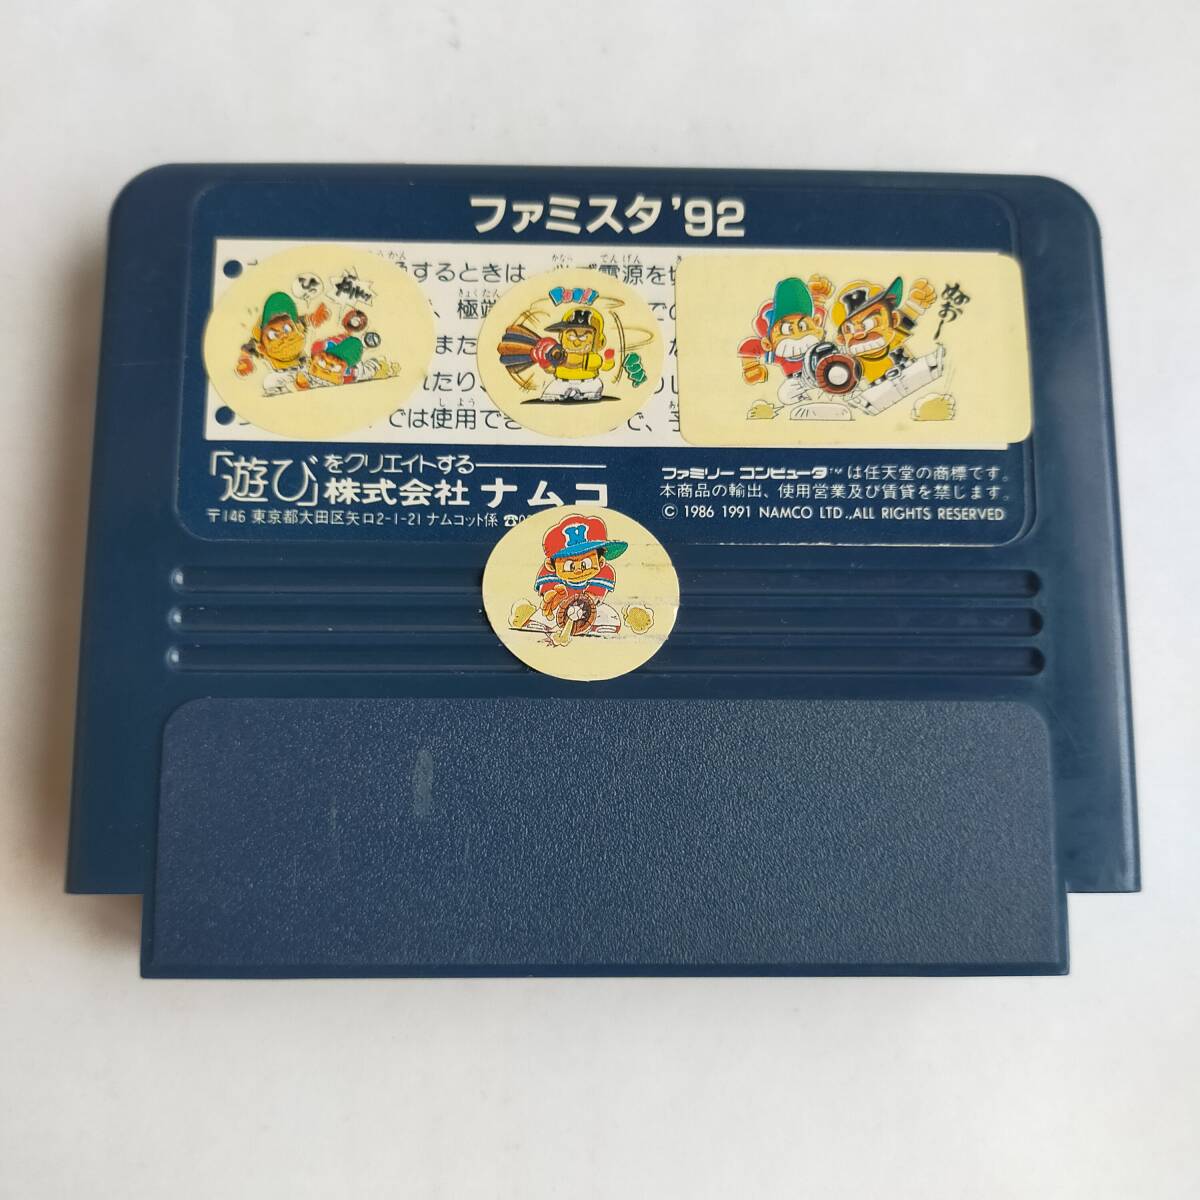 ファミスタ'92
するときは、 電源を
極端 での
また
れたり、
では使用でき で、
「遊び」をクリエイトする
株式会社ナムコ
〒146 東京都大田区矢口2-1-21 ナムコット係 ☎
ファミリーコンピュータ™は任天堂の商標です。
本商品の輸出、使用営業及び賃貸を禁じます。
© 1986 1991 NAMCO LTD.,ALL RIGHTS RESERVED